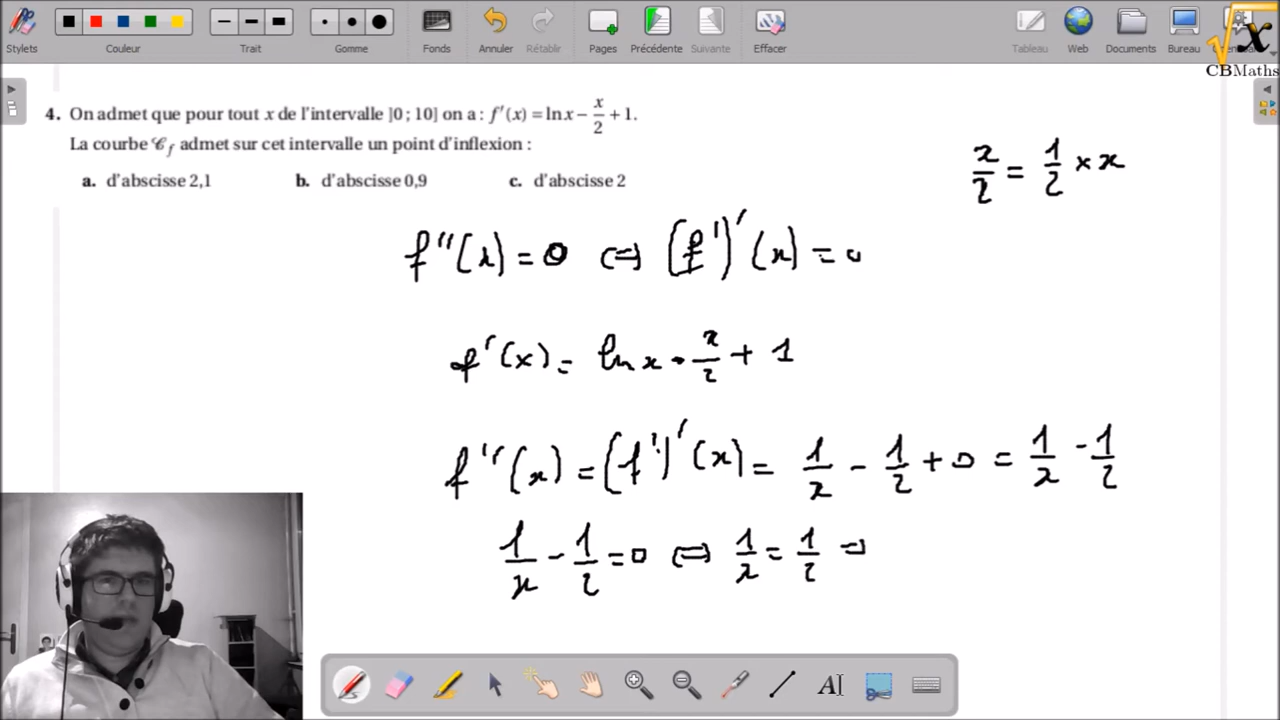 Stylets Couleur Trait Gomme Fonds Annuler Rétablir Pages Précédente Suivante Effacer Tableau Web Documents Bureau
CBMaths
4. On admet que pour tout x de l'intervalle ]0 ; 10] on a : f'(x) = ln x − x/2 + 1.
La courbe 𝒞f admet sur cet intervalle un point d'inflexion :
a. d'abscisse 2,1 b. d'abscisse 0,9 c. d'abscisse 2
x/2 = 1/2 × x
f''(x) = 0 ⇔ (f')'(x) = 0
f'(x) = ln x - x/2 + 1
f''(x) = (f')'(x) = 1/x − 1/2 + 0 = 1/x - 1/2
1/x − 1/2 = 0 ⇔ 1/x = 1/2 =>
AI